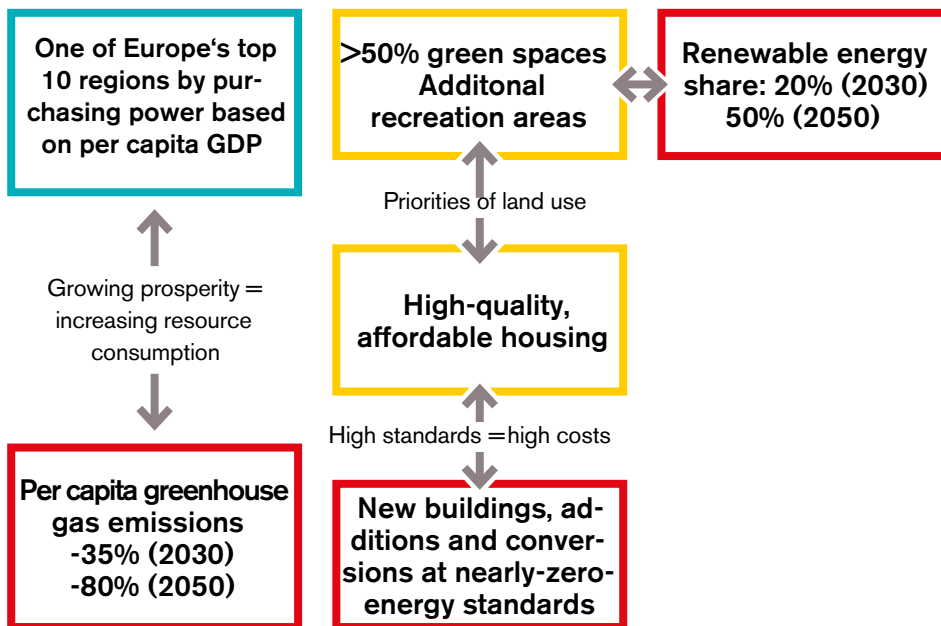 One of Europe‘s top
10 regions by pur-
chasing power based
on per capita GDP
Growing prosperity =
increasing resource
consumption
Per capita greenhouse
gas emissions
-35% (2030)
-80% (2050)
>50% green spaces
Additonal
recreation areas
Priorities of land use
High-quality,
affordable housing
High standards = high costs
New buildings, ad-
ditions and conver-
sions at nearly-zero-
energy standards
Renewable energy
share: 20% (2030)
50% (2050)